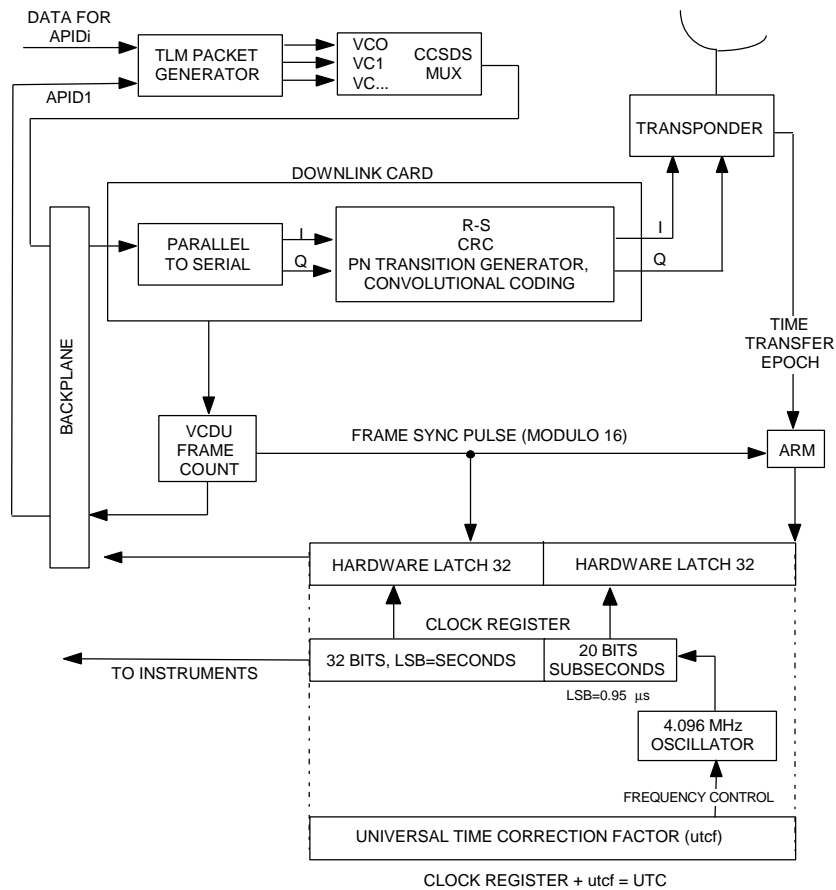 DATA FOR
APIDi
TLM PACKET
GENERATOR
VCO
VC1
VC...
CCSDS
MUX
APID1
TRANSPONDER
DOWNLINK CARD
PARALLEL
TO SERIAL
I
Q
R-S
CRC
PN TRANSITION GENERATOR,
CONVOLUTIONAL CODING
I
Q
TIME
TRANSFER
EPOCH
BACKPLANE
VCDU
FRAME
COUNT
FRAME SYNC PULSE (MODULO 16)
ARM
HARDWARE LATCH 32
HARDWARE LATCH 32
CLOCK REGISTER
32 BITS, LSB=SECONDS
20 BITS
SUBSECONDS
TO INSTRUMENTS
LSB=0.95 µs
4.096 MHz
OSCILLATOR
FREQUENCY CONTROL
UNIVERSAL TIME CORRECTION FACTOR (utcf)
CLOCK REGISTER + utcf = UTC